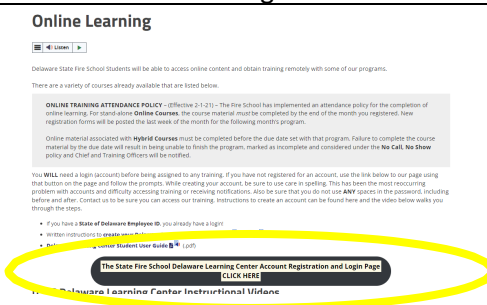 Online Learning
Listen
Delaware State Fire School Students will be able to access online content and obtain training remotely with some of our programs.
There are a variety of courses already available that are listed below.
ONLINE TRAINING ATTENDANCE POLICY – (Effective 2-1-21) – The Fire School has implemented an attendance policy for the completion of
online learning. For stand-alone Online Courses, the course material must be completed by the end of the month you registered. New
registration forms will be posted the last week of the month for the following month's program.
Online material associated with Hybrid Courses must be completed before the due date set with that program. Failure to complete the course
material by the due date will result in being unable to finish the program, marked as incomplete and considered under the No Call, No Show
policy and Chief and Training Officers will be notified.
You WILL need a login (account) before being assigned to any training. If you have not registered for an account, use the link below to our page using
that button on the page and follow the prompts. While creating your account, be sure to use care in spelling. This has been the most reoccurring
problem with accounts and difficulty accessing training or receiving notifications. Also be sure that you do not use ANY spaces in the password, including
before and after. Contact us to be sure you can access our training. Instructions to create an account can be found here and the video below walks you
through the steps.
If you have a State of Delaware Employee ID, you already have a login!
Written instructions to create your
Center Student User Guide (.pdf)
The State Fire School Delaware Learning Center Account Registration and Login Page
CLICK HERE
Delaware Learning Center Instructional Videos